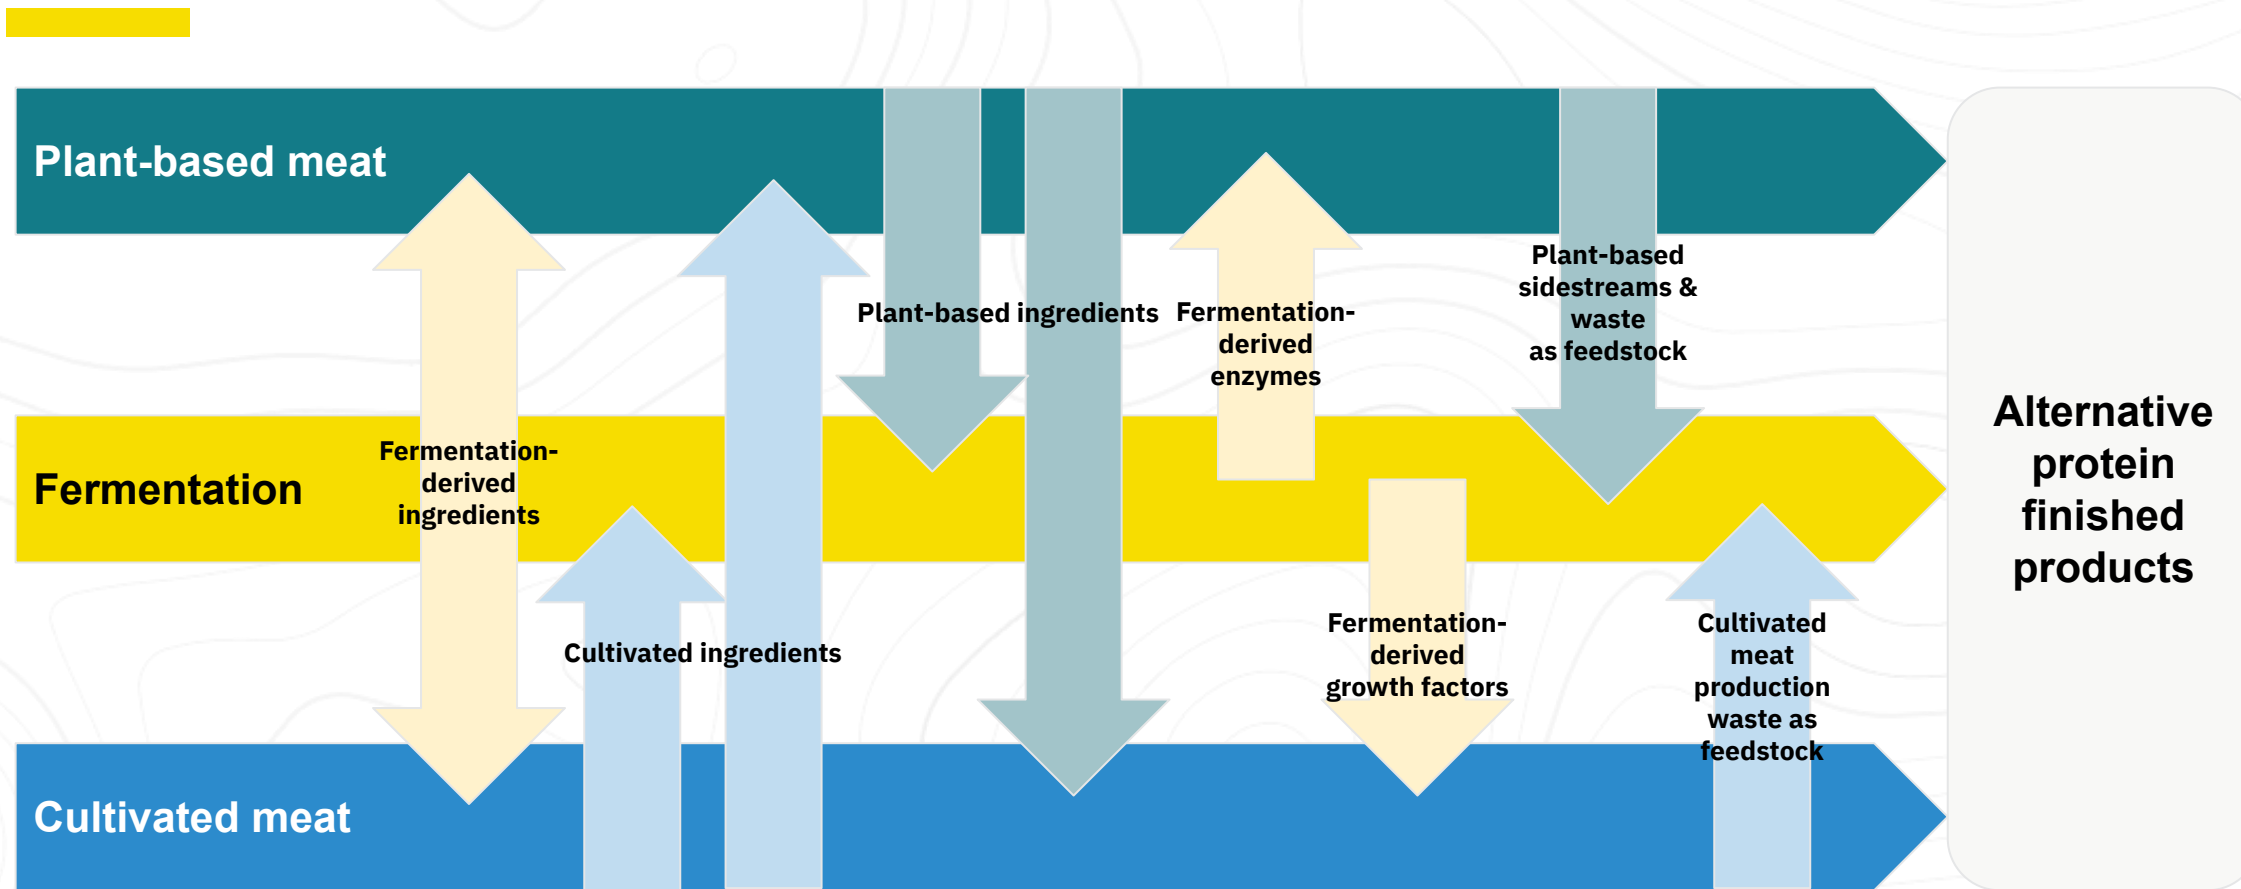 Plant-based meat
Plant-based ingredients
Fermentation-
derived
enzymes
Plant-based
sidestreams &
waste
as feedstock
Fermentation
Fermentation-
derived
ingredients
Cultivated ingredients
Fermentation-
derived
growth factors
Cultivated
meat
production
waste as
feedstock
Cultivated meat
Alternative
protein
finished
products